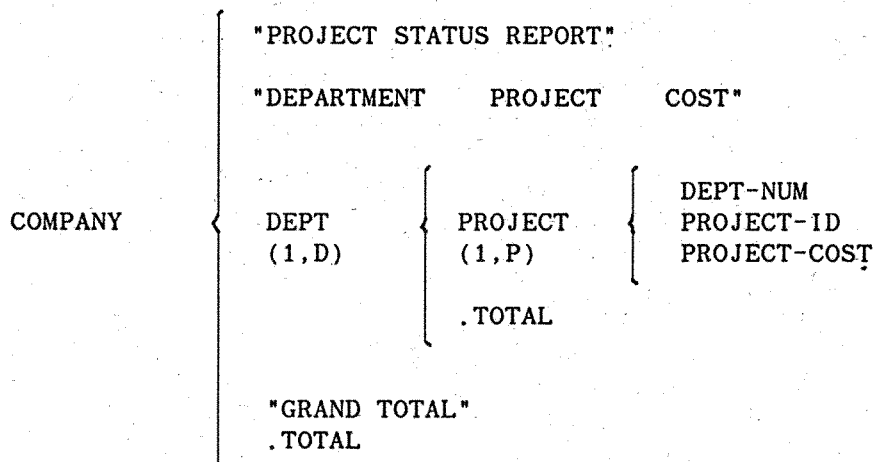 "PROJECT STATUS REPORT"
"DEPARTMENT PROJECT COST"
DEPT-NUM
COMPANY DEPT PROJECT PROJECT-ID
(1,D) (1,P) PROJECT-COST
.TOTAL
"GRAND TOTAL"
.TOTAL